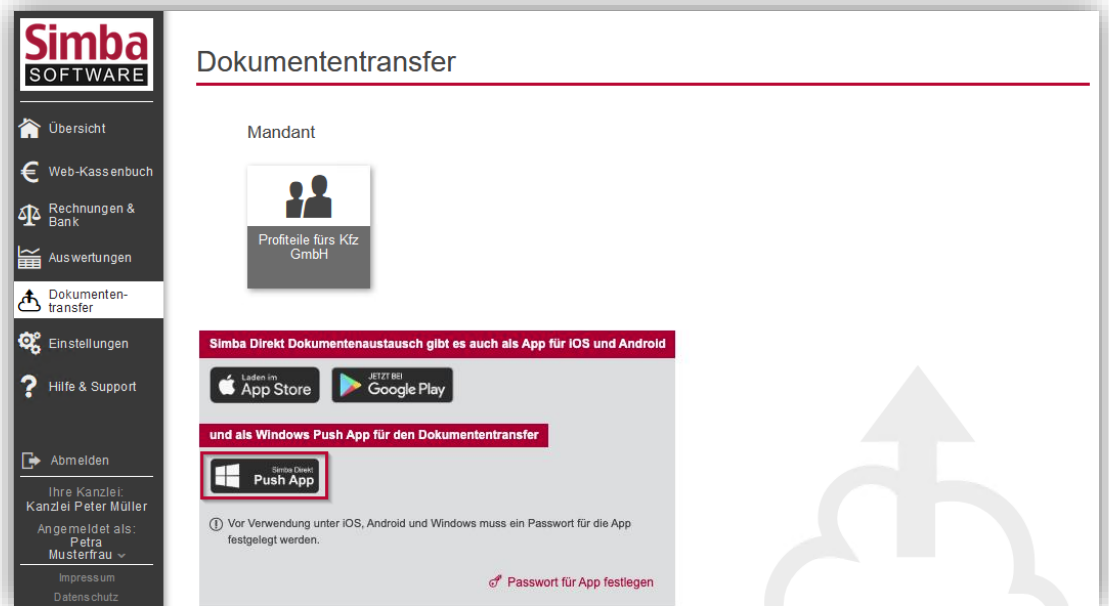 Simba
SOFTWARE
Übersicht
Web-Kassenbuch
Rechnungen &
Bank
Auswertungen
Dokumenten-
transfer
Einstellungen
Hilfe & Support
Abmelden
Ihre Kanzlei:
Kanzlei Peter Müller
Angemeldet als:
Petra
Musterfrau
Impressum
Datenschutz
Dokumententransfer
Mandant
Profiteile fürs Kfz
GmbH
Simba Direkt Dokumentenaustausch gibt es auch als App für iOS und Android
Laden im
App Store
JETZT BEI
Google Play
und als Windows Push App für den Dokumententransfer
Simba Direkt
Push App
Vor Verwendung unter iOS, Android und Windows muss ein Passwort für die App
festgelegt werden.
Passwort für App festlegen